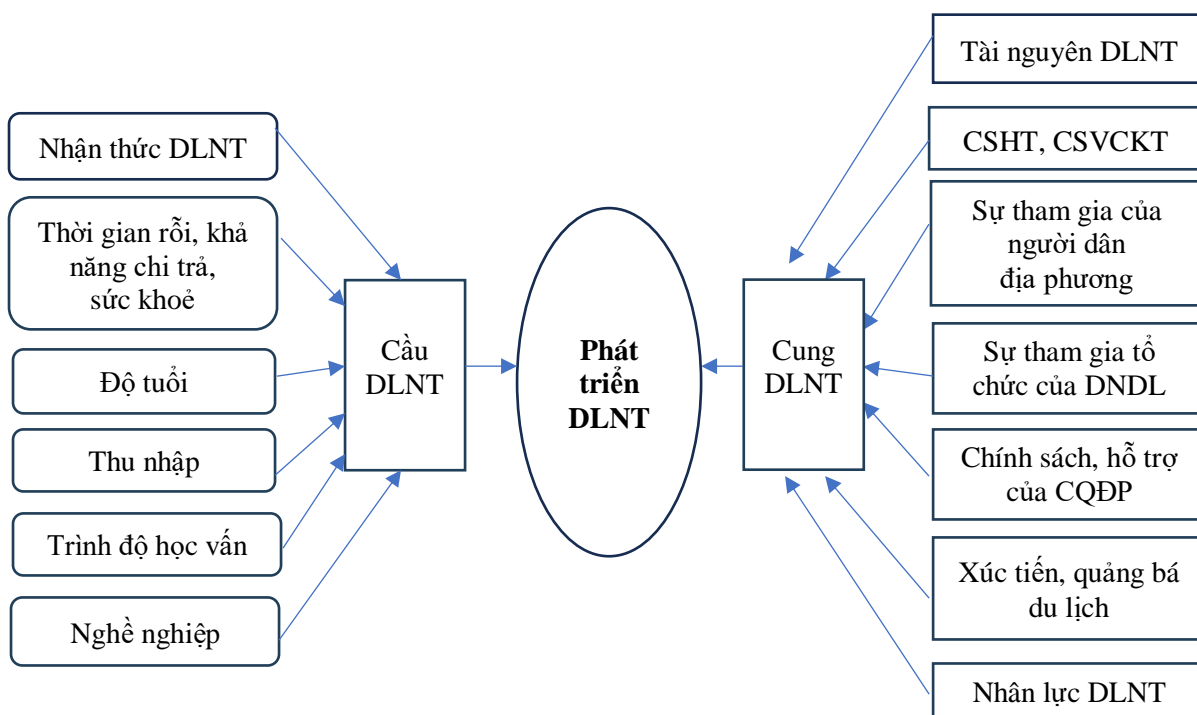 Nhận thức DLNT
Thời gian rỗi, khả
năng chi trả,
sức khoẻ
Độ tuổi
Thu nhập
Trình độ học vấn
Nghề nghiệp
Cầu
DLNT
Phát
triển
DLNT
Cung
DLNT
Tài nguyên DLNT
CSHT, CSVCKT
Sự tham gia của
người dân
địa phương
Sự tham gia tổ
chức của DNDL
Chính sách, hỗ trợ
của CQĐP
Xúc tiến, quảng bá
du lịch
Nhân lực DLNT